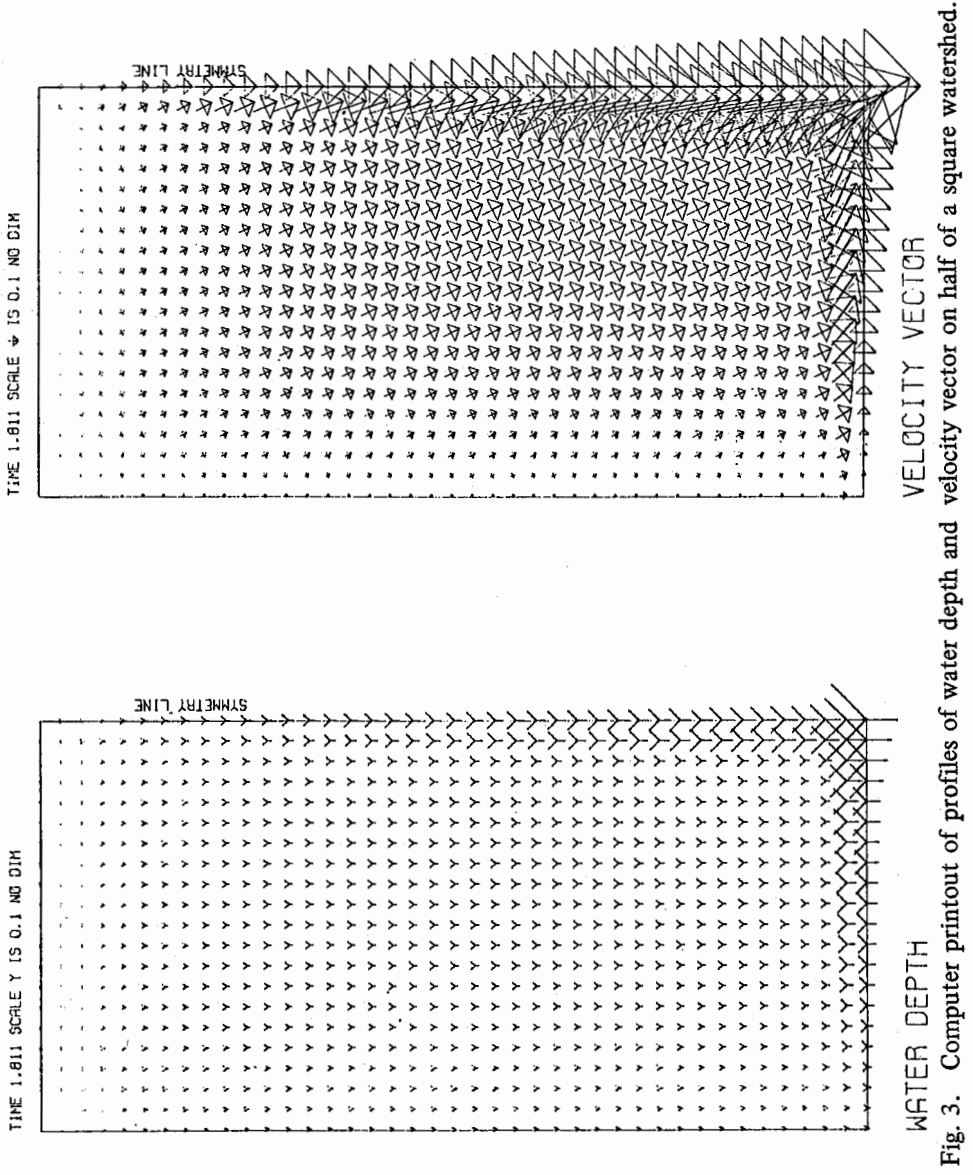 TIME 1.811 SCALE Y IS 0.1 NO DIM
SYMMETRY LINE
WATER DEPTH
TIME 1.811 SCALE ⍖ IS 0.1 NO DIM
SYMMETRY LINE
VELOCITY VECTOR
Fig. 3. Computer printout of profiles of water depth and velocity vector on half of a square watershed.